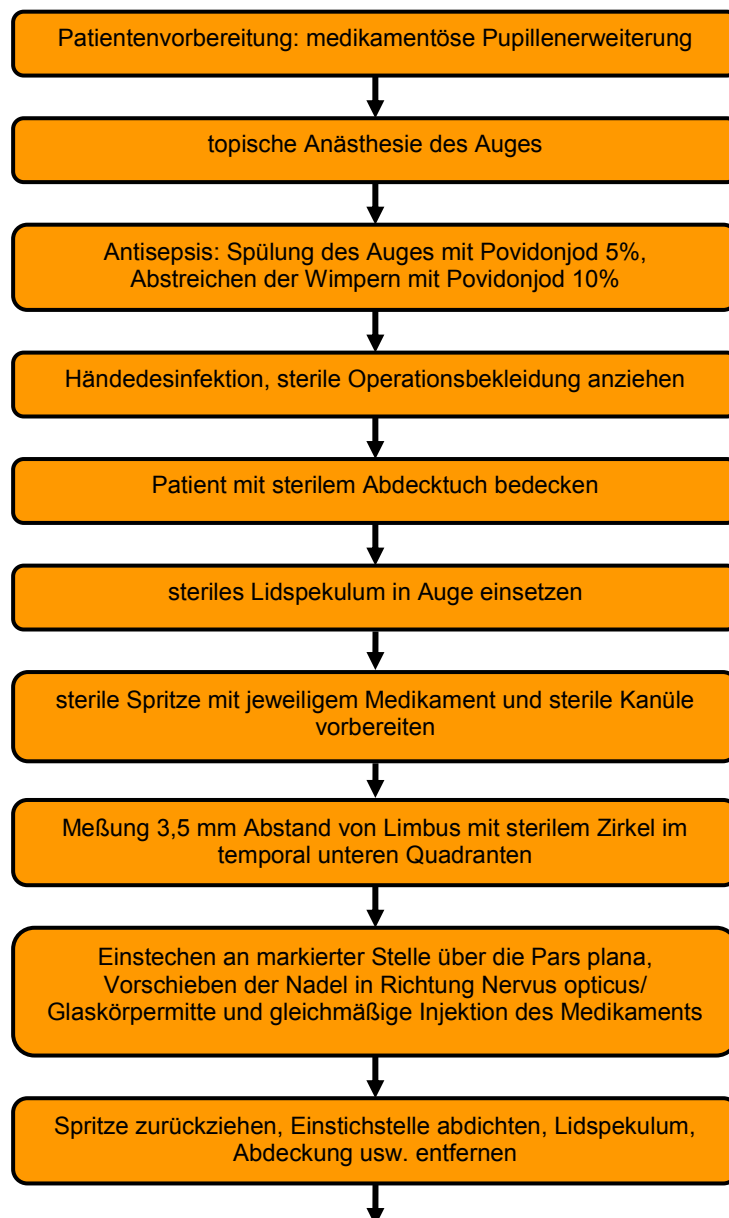 Patientenvorbereitung: medikamentöse Pupillenerweiterung
topische Anästhesie des Auges
Antisepsis: Spülung des Auges mit Povidonjod 5%,
Abstreichen der Wimpern mit Povidonjod 10%
Händedesinfektion, sterile Operationsbekleidung anziehen
Patient mit sterilem Abdecktuch bedecken
steriles Lidspekulum in Auge einsetzen
sterile Spritze mit jeweiligem Medikament und sterile Kanüle
vorbereiten
Meßung 3,5 mm Abstand von Limbus mit sterilem Zirkel im
temporal unteren Quadranten
Einstechen an markierter Stelle über die Pars plana,
Vorschieben der Nadel in Richtung Nervus opticus/
Glaskörpermitte und gleichmäßige Injektion des Medikaments
Spritze zurückziehen, Einstichstelle abdichten, Lidspekulum,
Abdeckung usw. entfernen